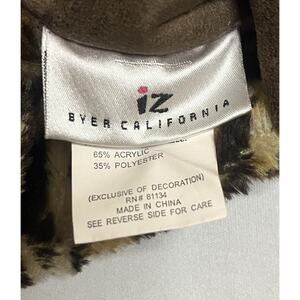 iz
BYER CALIFORNIA
65% ACRYLIC
35% POLYESTER
(EXCLUSIVE OF DECORATION)
RN# 81134
MADE IN CHINA
SEE REVERSE SIDE FOR CARE